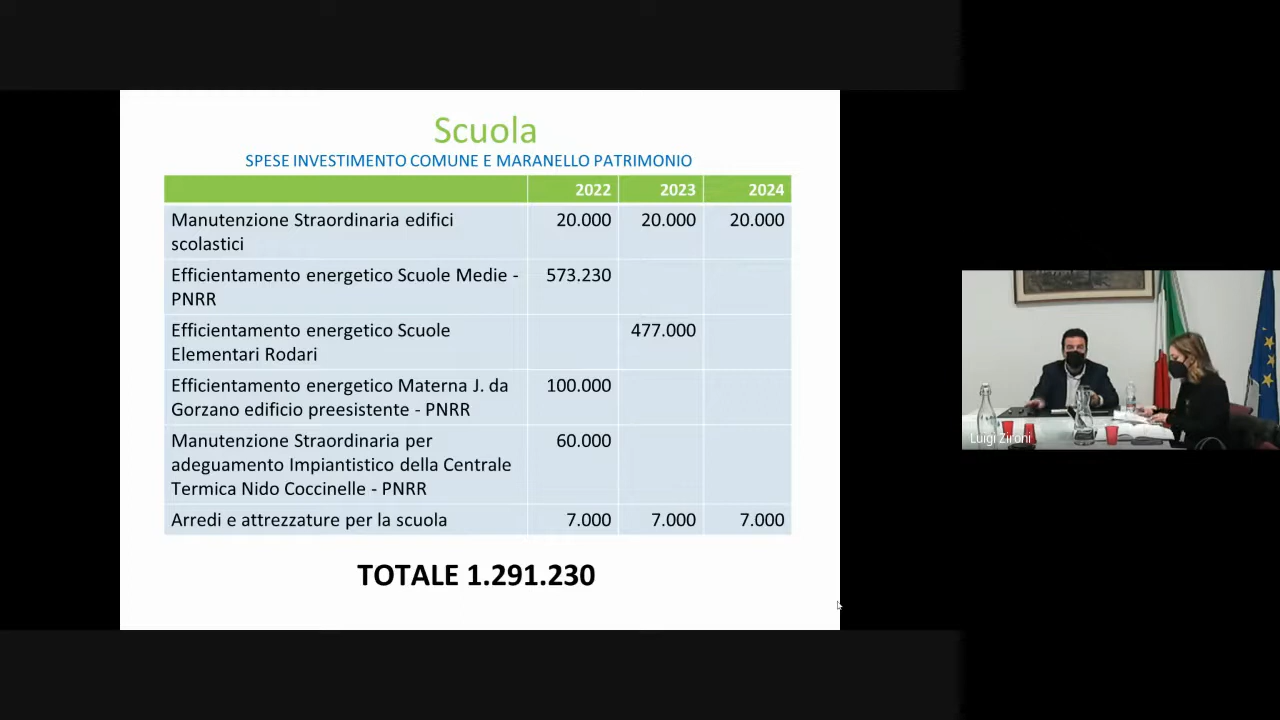 Scuola
SPESE INVESTIMENTO COMUNE E MARANELLO PATRIMONIO
2022 2023 2024
Manutenzione Straordinaria edifici 20.000 20.000 20.000
scolastici
Efficientamento energetico Scuole Medie - 573.230
PNRR
Efficientamento energetico Scuole 477.000
Elementari Rodari
Efficientamento energetico Materna J. da 100.000
Gorzano edificio preesistente - PNRR
Manutenzione Straordinaria per 60.000
adeguamento Impiantistico della Centrale
Termica Nido Coccinelle - PNRR
Arredi e attrezzature per la scuola 7.000 7.000 7.000
TOTALE 1.291.230
Luigi Zironi